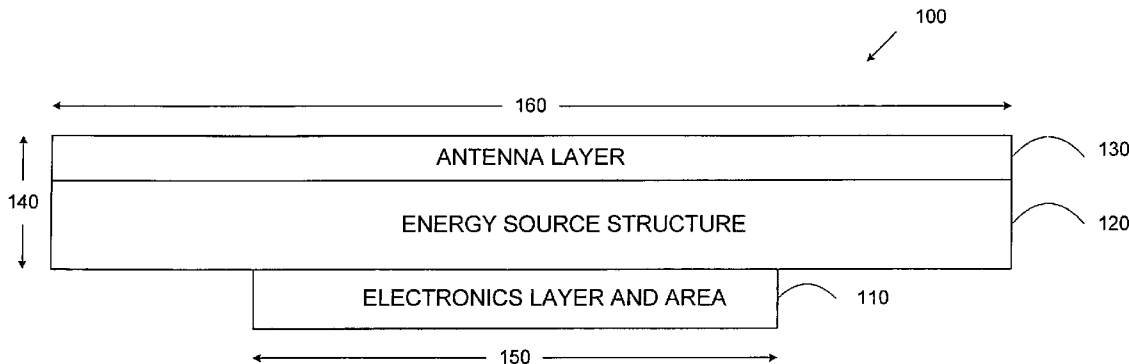 100
160
ANTENNA LAYER
130
140
ENERGY SOURCE STRUCTURE
120
ELECTRONICS LAYER AND AREA
110
150